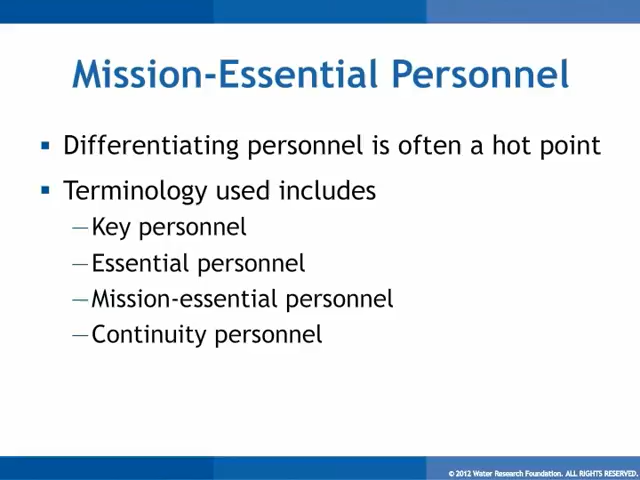 Mission-Essential Personnel
▪ Differentiating personnel is often a hot point
▪ Terminology used includes
—Key personnel
—Essential personnel
—Mission-essential personnel
—Continuity personnel
© 2012 Water Research Foundation. ALL RIGHTS RESERVED.